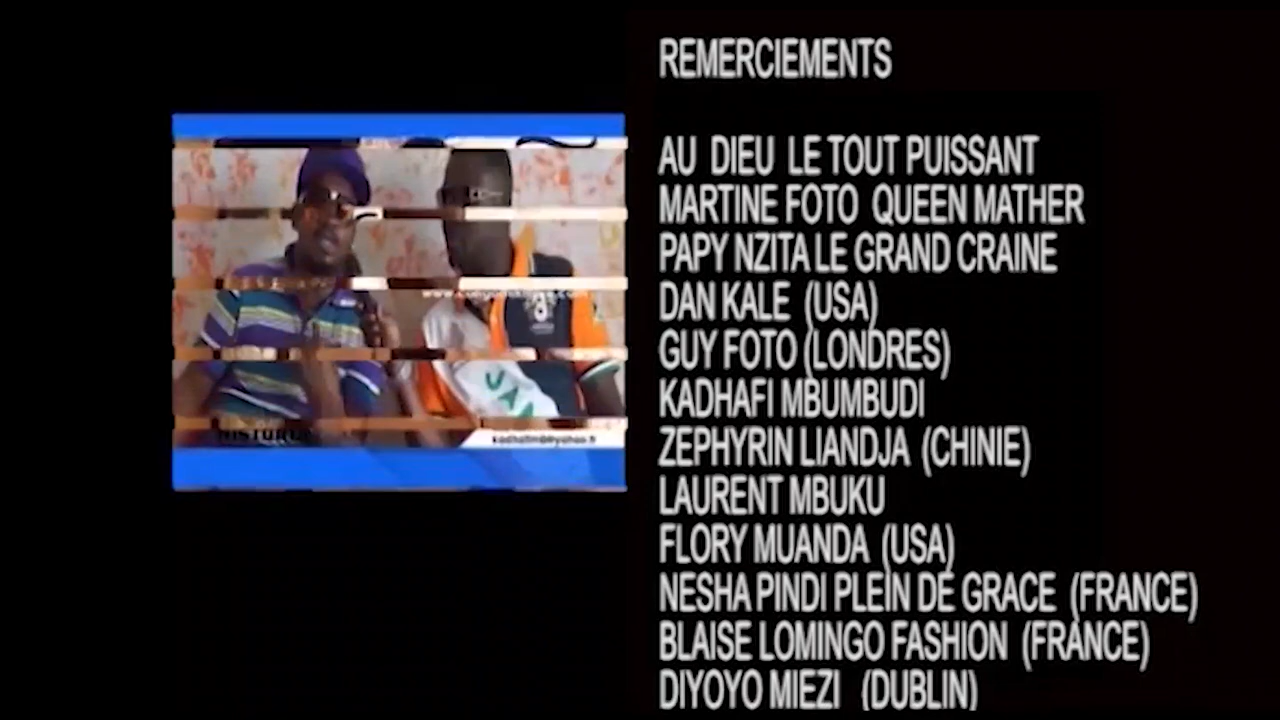 REMERCIEMENTS
AU DIEU LE TOUT PUISSANT
MARTINE FOTO QUEEN MATHER
PAPY NZITA LE GRAND CRAINE
DAN KALE (USA)
GUY FOTO (LONDRES)
KADHAFI MBUMBUDI
ZEPHYRIN LIANDJA (CHINIE)
LAURENT MBUKU
FLORY MUANDA (USA)
NESHA PINDI PLEIN DE GRACE (FRANCE)
BLAISE LOMINGO FASHION (FRANCE)
DIYOYO MIEZI (DUBLIN)